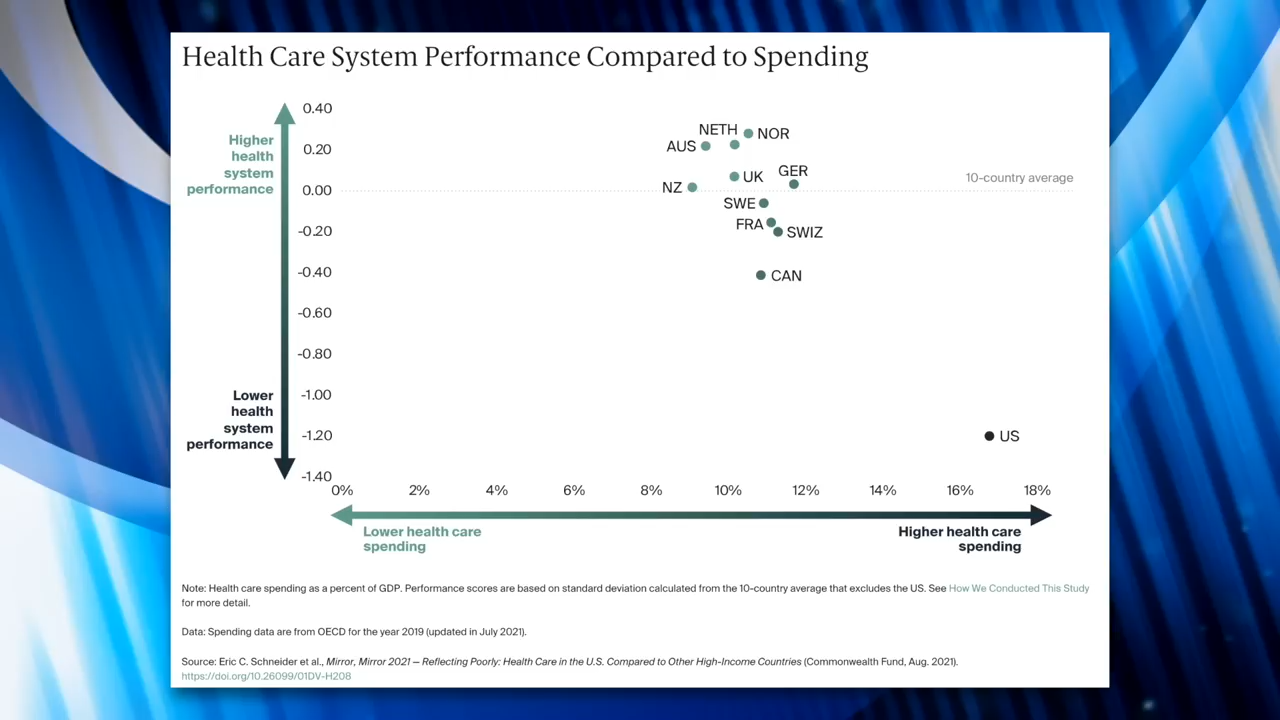 Health Care System Performance Compared to Spending
Higher
health
system
performance
Lower
health
system
performance
0.40
0.20
0.00
-0.20
-0.40
-0.60
-0.80
-1.00
-1.20
-1.40
NETH
NOR
AUS
UK
GER
NZ
10-country average
SWE
FRA
SWIZ
CAN
US
0% 2% 4% 6% 8% 10% 12% 14% 16% 18%
Lower health care
spending
Higher health care
spending
Note: Health care spending as a percent of GDP. Performance scores are based on standard deviation calculated from the 10-country average that excludes the US. See How We Conducted This Study
for more detail.
Data: Spending data are from OECD for the year 2019 (updated in July 2021).
Source: Eric C. Schneider et al., Mirror, Mirror 2021 — Reflecting Poorly: Health Care in the U.S. Compared to Other High-Income Countries (Commonwealth Fund, Aug. 2021).
https://doi.org/10.26099/01DV-H208